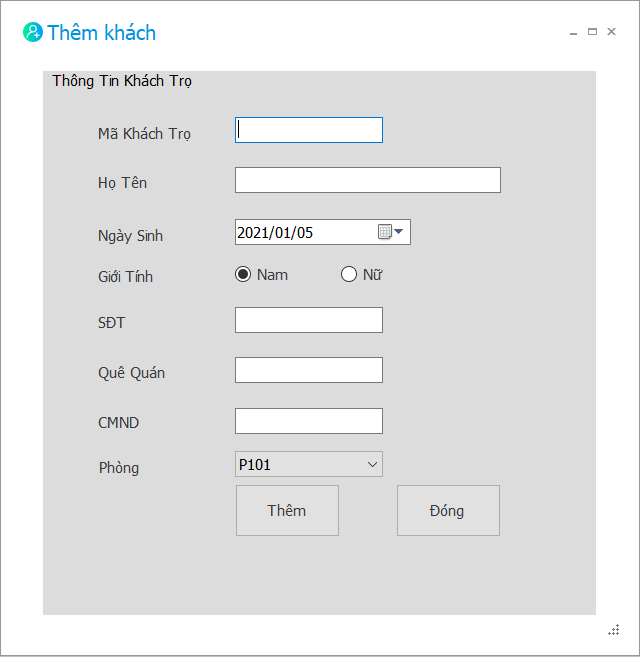 Thêm khách
Thông Tin Khách Trọ
Mã Khách Trọ
Họ Tên
Ngày Sinh 2021/01/05
Giới Tính Nam Nữ
SĐT
Quê Quán
CMND
Phòng P101
Thêm Đóng